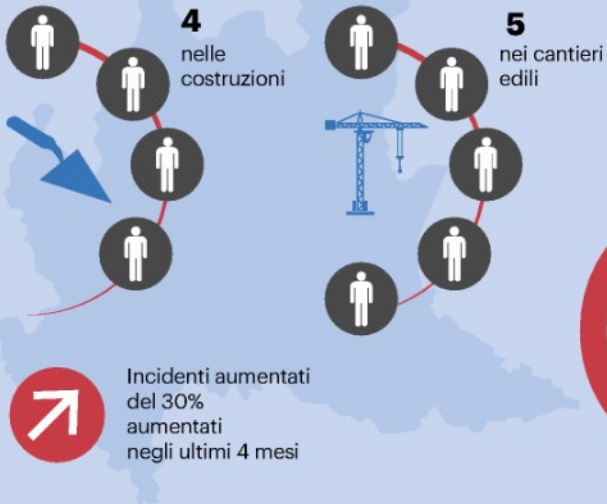 4
nelle
costruzioni
5
nei cantieri
edili
Incidenti aumentati
del 30%
aumentati
negli ultimi 4 mesi